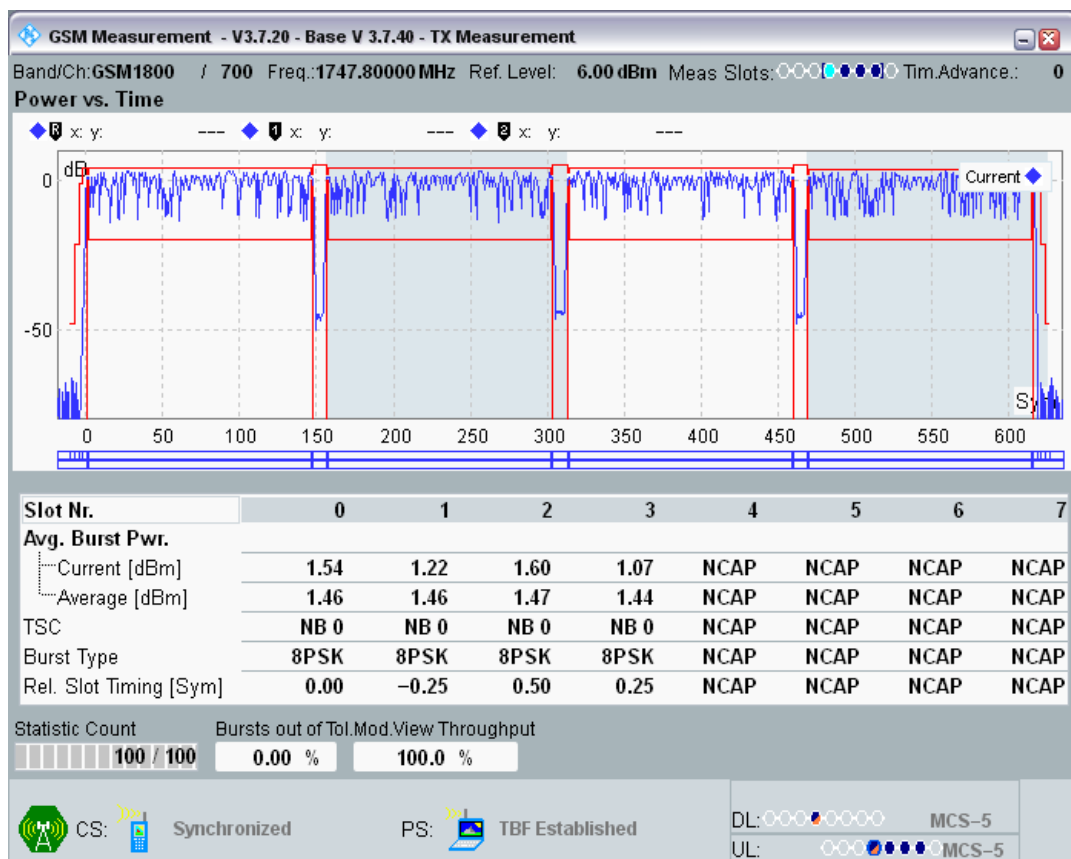 GSM Measurement - V3.7.20 - Base V 3.7.40 - TX Measurement
Band/Ch:GSM1800 / 700 Freq.:1747.80000 MHz Ref. Level: 6.00 dBm Meas Slots: Tim.Advance.: 0
Power vs. Time
R x: y: --- 1 x: y: --- 2 x: y: ---
dB
Current
0
-50
0 50 100 150 200 250 300 350 400 450 500 550 600
Slot Nr. 0 1 2 3 4 5 6 7
Avg. Burst Pwr.
Current [dBm] 1.54 1.22 1.60 1.07 NCAP NCAP NCAP NCAP
Average [dBm] 1.46 1.46 1.47 1.44 NCAP NCAP NCAP NCAP
TSC NB 0 NB 0 NB 0 NB 0 NCAP NCAP NCAP NCAP
Burst Type 8PSK 8PSK 8PSK 8PSK NCAP NCAP NCAP NCAP
Rel. Slot Timing [Sym] 0.00 −0.25 0.50 0.25 NCAP NCAP NCAP NCAP
Statistic Count Bursts out of Tol.Mod.View Throughput
100 / 100 0.00 % 100.0 %
CS: Synchronized PS: TBF Established
DL: MCS−5
UL: MCS−5